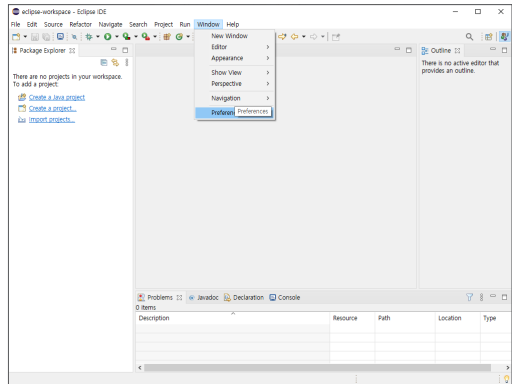 eclipse-workspace - Eclipse IDE
File Edit Source Refactor Navigate Search Project Run Window Help
New Window
Editor
Appearance
Show View
Perspective
Navigation
Preferences
Package Explorer
There are no projects in your workspace.
To add a project:
Create a Java project
Create a project...
Import projects...
Outline
There is no active editor that
provides an outline.
Problems Javadoc Declaration Console
0 items
Description Resource Path Location Type